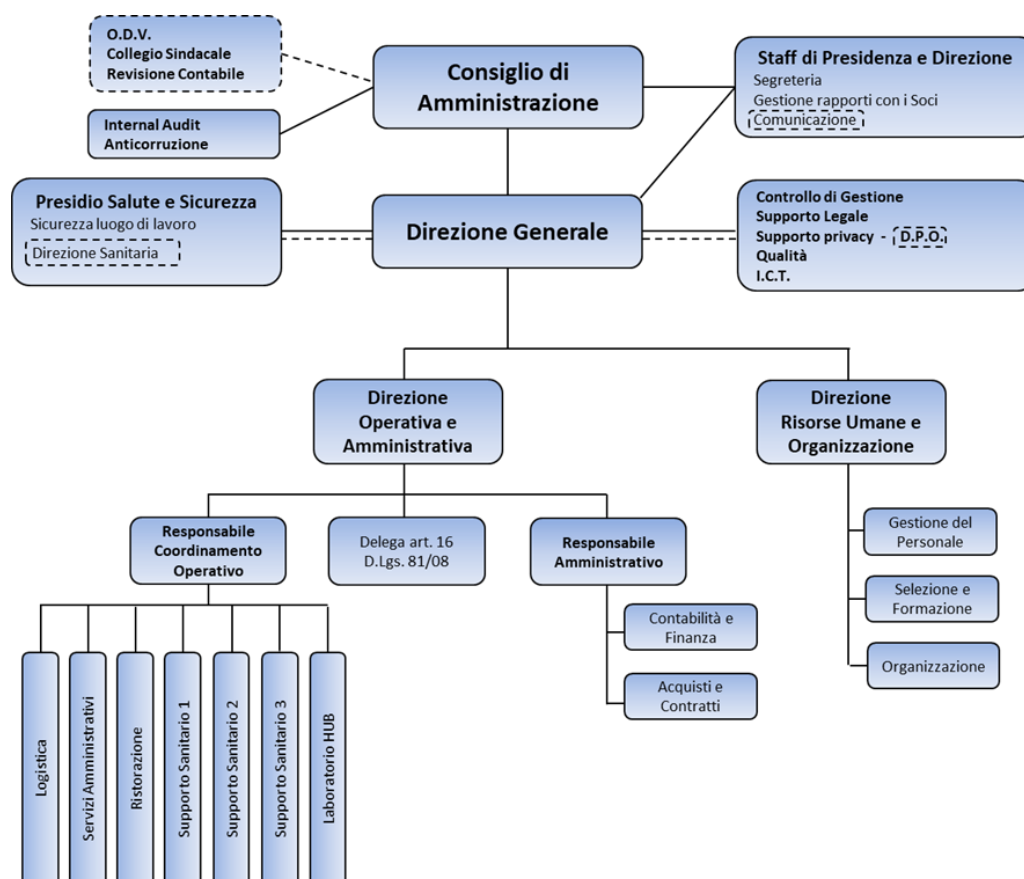 O.D.V.
Collegio Sindacale
Revisione Contabile
Consiglio di
Amministrazione
Staff di Presidenza e Direzione
Segreteria
Gestione rapporti con i Soci
Comunicazione
Internal Audit
Anticorruzione
Presidio Salute e Sicurezza
Sicurezza luogo di lavoro
Direzione Sanitaria
Direzione Generale
Controllo di Gestione
Supporto Legale
Supporto privacy - D.P.O.
Qualità
I.C.T.
Direzione
Operativa e
Amministrativa
Direzione
Risorse Umane e
Organizzazione
Responsabile
Coordinamento
Operativo
Delega art. 16
D.Lgs. 81/08
Responsabile
Amministrativo
Gestione del
Personale
Selezione e
Formazione
Organizzazione
Contabilità e
Finanza
Acquisti e
Contratti
Logistica
Servizi Amministrativi
Ristorazione
Supporto Sanitario 1
Supporto Sanitario 2
Supporto Sanitario 3
Laboratorio HUB